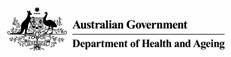 Australian Government
Department of Health and Ageing